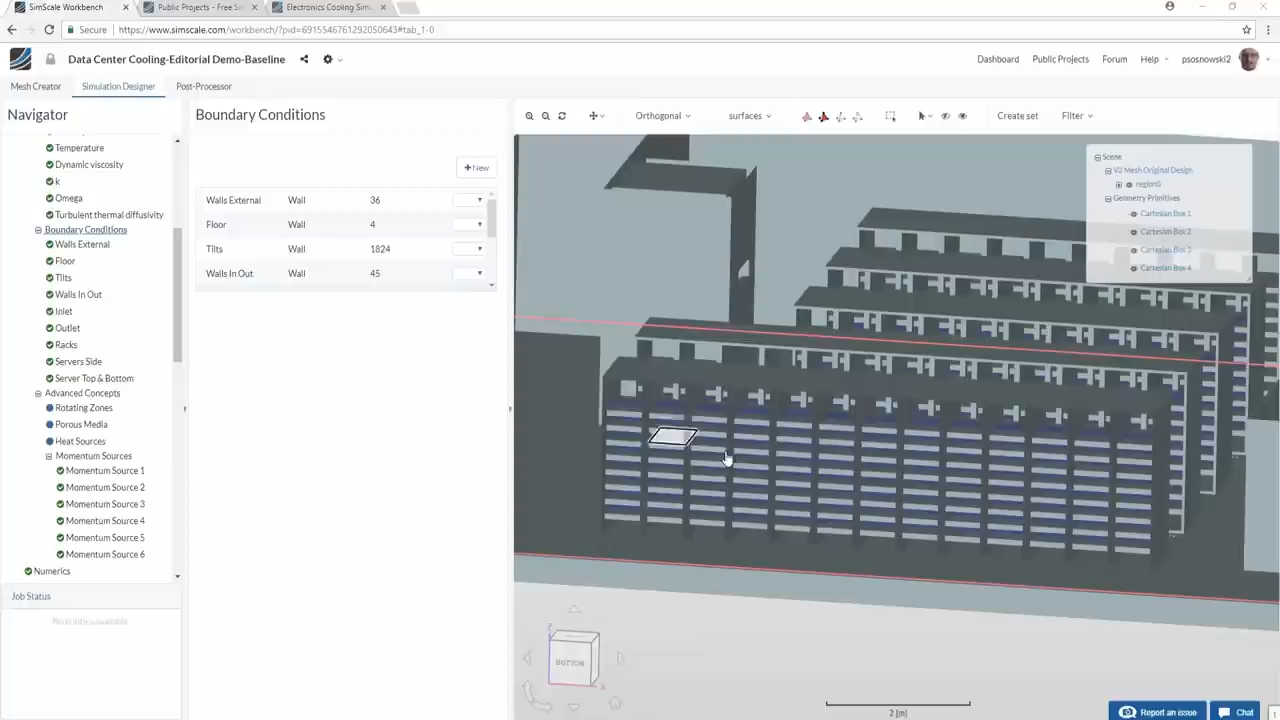 SimScale Workbench
Public Projects - Free Sim
Electronics Cooling Simu
Secure
https://www.simscale.com/workbench/?pid=6915546761292050643#tab_1-0
Data Center Cooling-Editorial Demo-Baseline
Dashboard
Public Projects
Forum
Help
psosnowski2
Mesh Creator
Simulation Designer
Post-Processor
Navigator
Temperature
Dynamic viscosity
k
Omega
Turbulent thermal diffusivity
Boundary Conditions
Walls External
Floor
Tilts
Walls In Out
Inlet
Outlet
Racks
Servers Side
Server Top & Bottom
Advanced Concepts
Rotating Zones
Porous Media
Heat Sources
Momentum Sources
Momentum Source 1
Momentum Source 2
Momentum Source 3
Momentum Source 4
Momentum Source 5
Momentum Source 6
Numerics
Job Status
Boundary Conditions
+ New
Walls External Wall 36
Floor Wall 4
Tilts Wall 1824
Walls In Out Wall 45
Orthogonal
surfaces
Create set
Filter
Scene
V2 Mesh Original Design
region0
Geometry Primitives
Cartesian Box 1
Cartesian Box 2
Cartesian Box 3
Cartesian Box 4
Z
BOTTOM
X
2 [m]
Report an issue
Chat